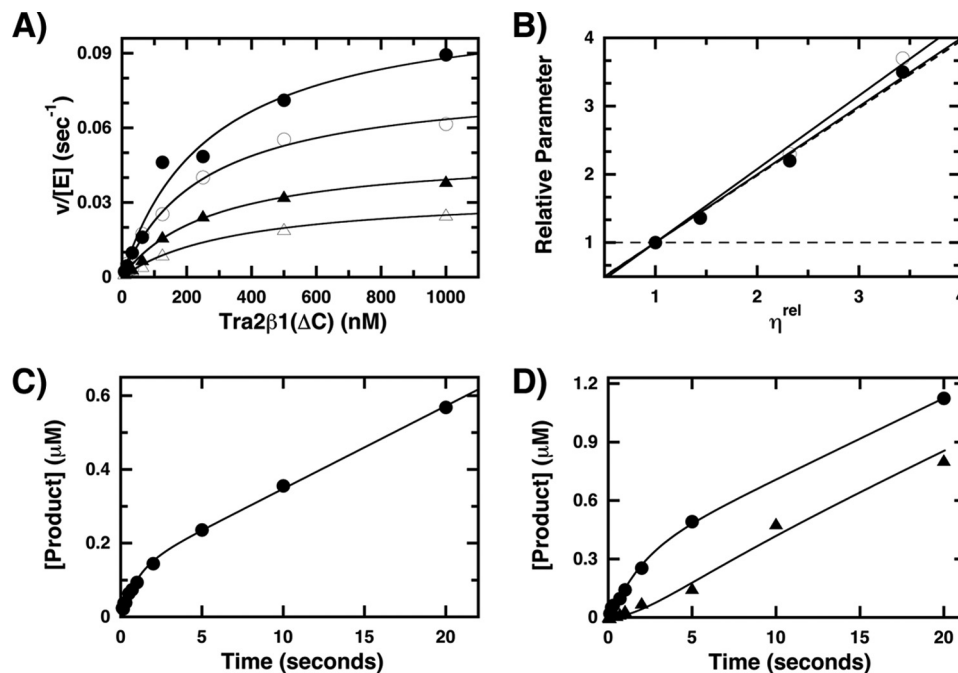 A)
v/[E] (sec⁻¹)
0.09
0.06
0.03
0
0 200 400 600 800 1000
Tra2β1(ΔC) (nM)
B)
Relative Parameter
4
3
2
1
1 2 3 4
η^rel
C)
[Product] (μM)
0.6
0.4
0.2
0
0 5 10 15 20
Time (seconds)
D)
[Product] (μM)
1.2
0.9
0.6
0.3
0
0 5 10 15 20
Time (seconds)